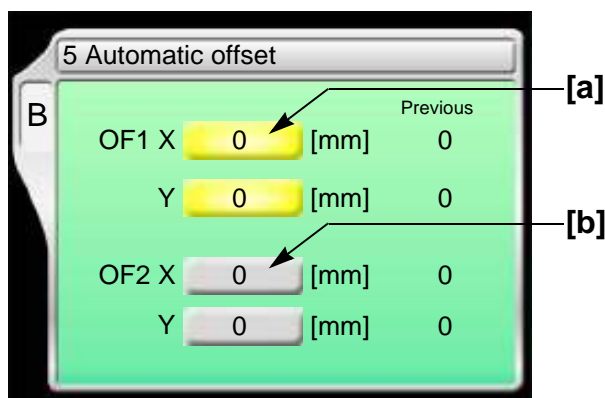 5 Automatic offset
[a]
B
Previous
OF1 X 0 [mm] 0
Y 0 [mm] 0
[b]
OF2 X 0 [mm] 0
Y 0 [mm] 0